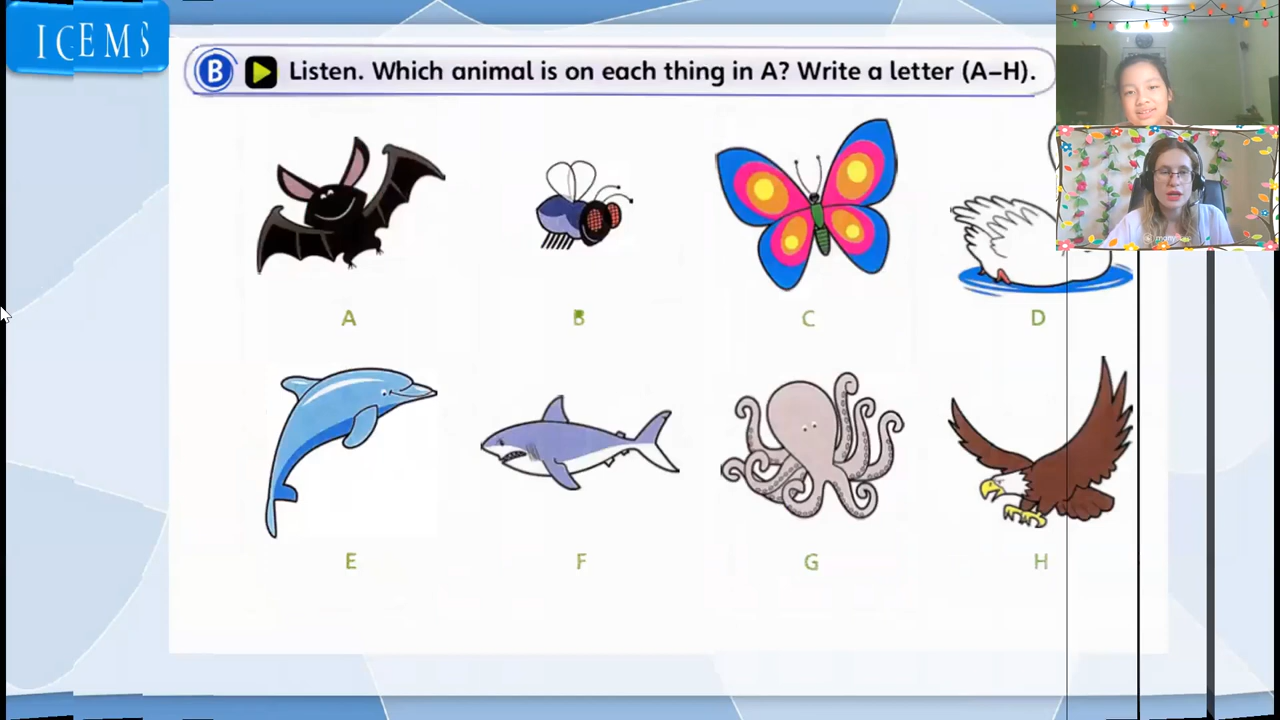 ICEMS
B Listen. Which animal is on each thing in A? Write a letter (A–H).
A B C D
E F G H